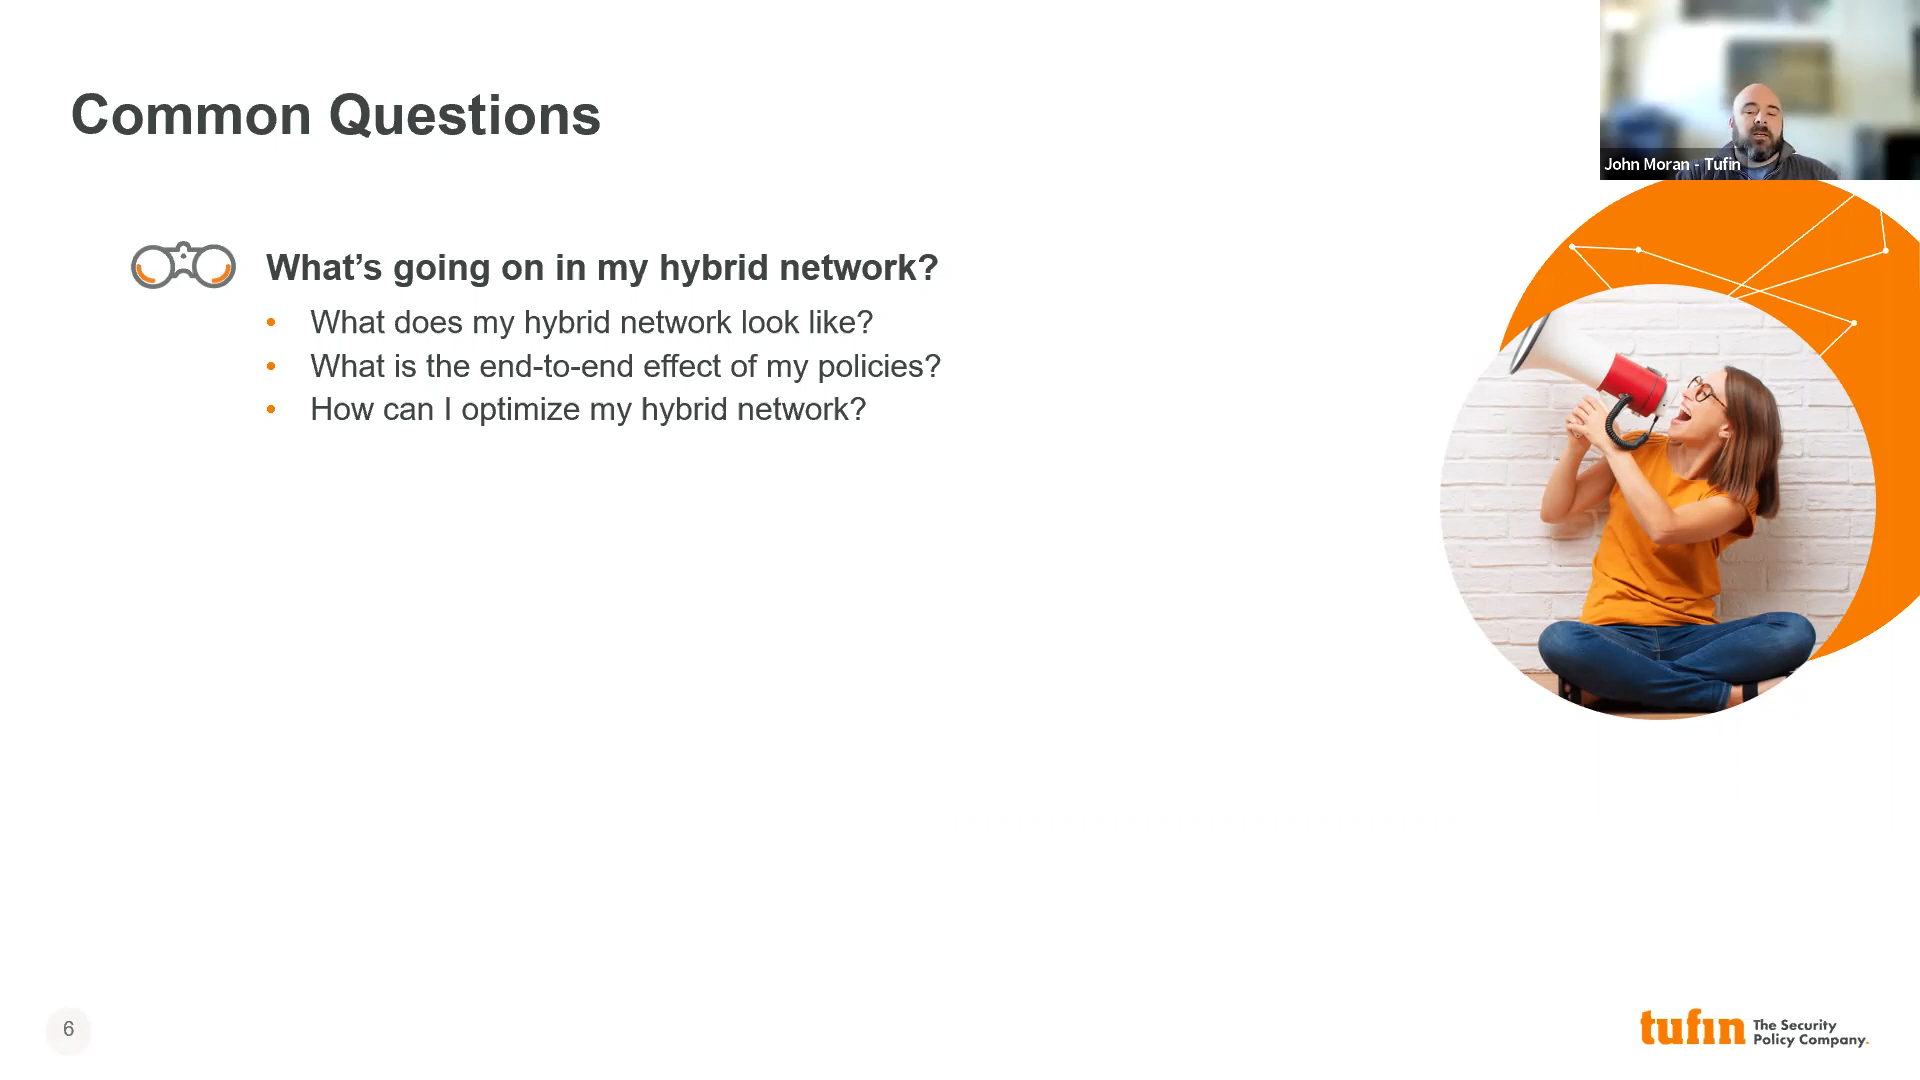 Common Questions
John Moran - Tufin
What’s going on in my hybrid network?
• What does my hybrid network look like?
• What is the end-to-end effect of my policies?
• How can I optimize my hybrid network?
6
tufin The Security
Policy Company.